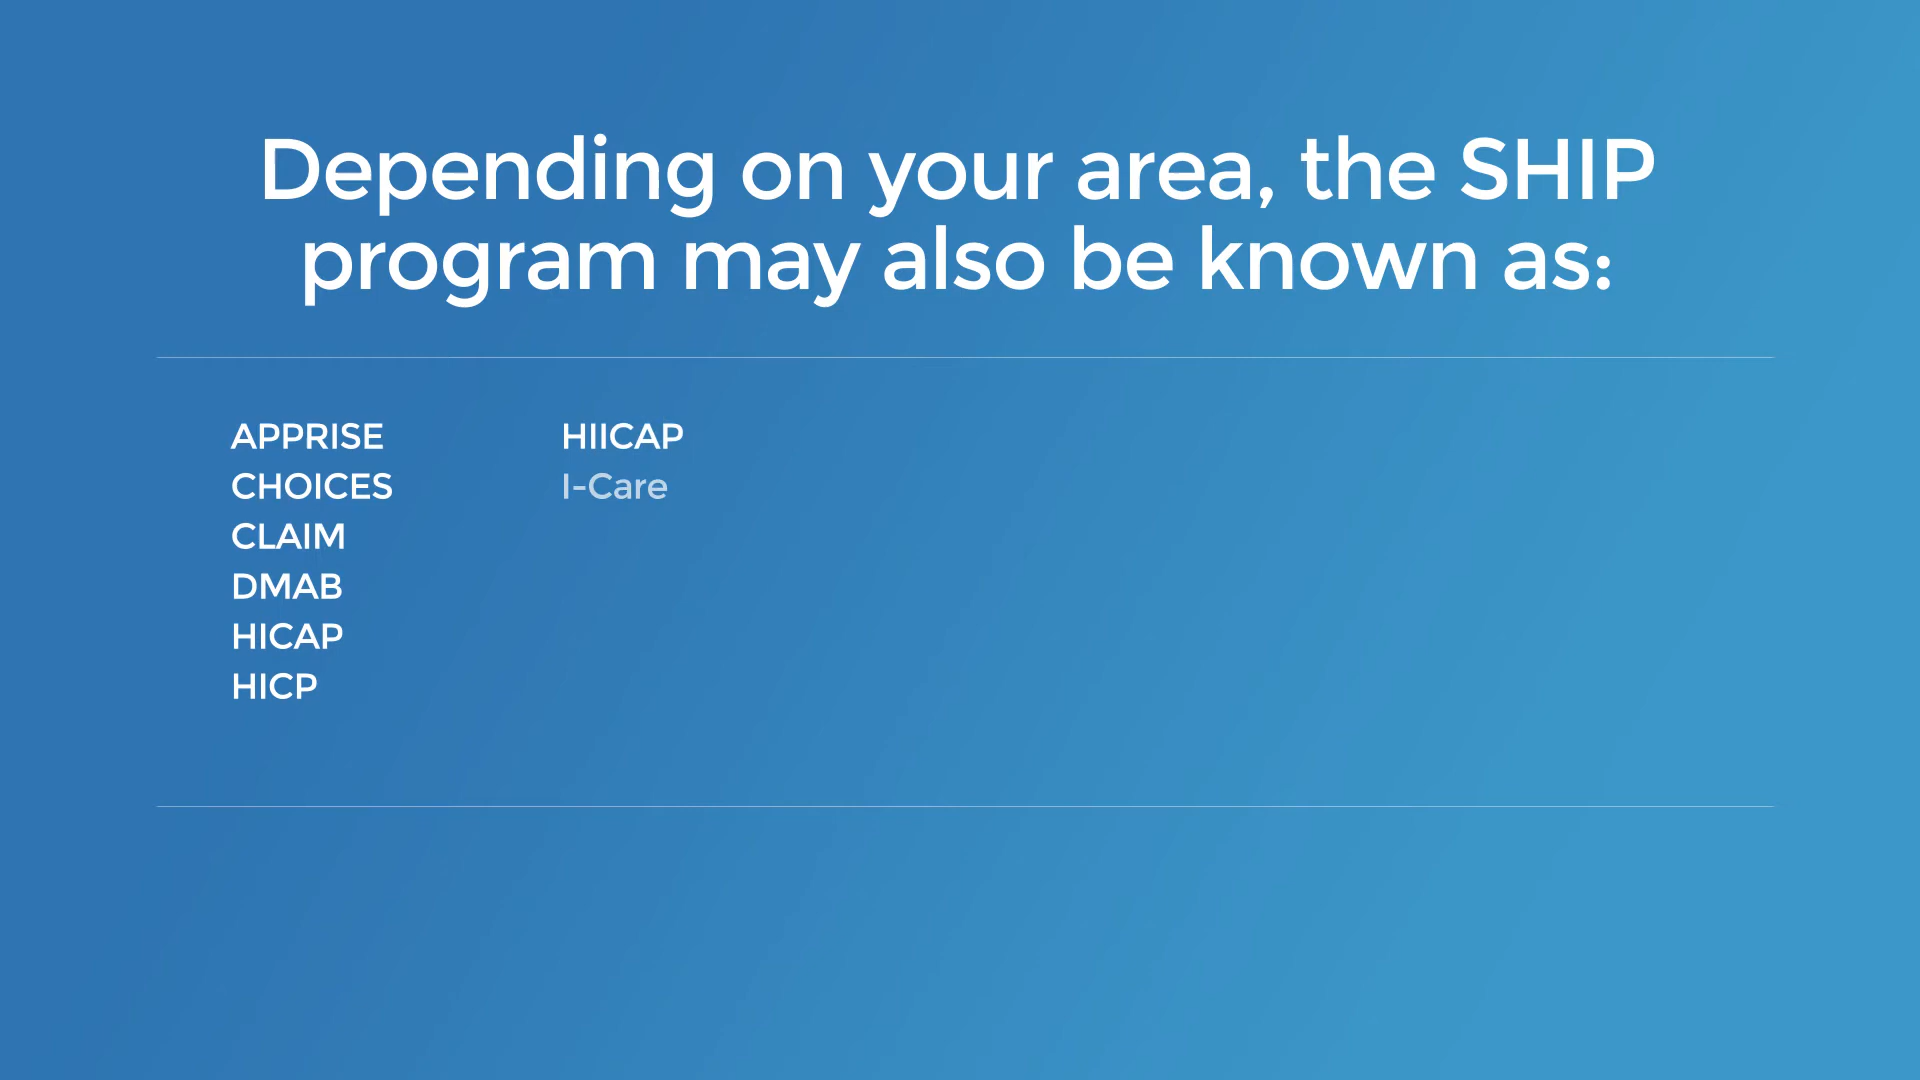 Depending on your area, the SHIP
program may also be known as:
APPRISE
CHOICES
CLAIM
DMAB
HICAP
HICP
HIICAP
I-Care